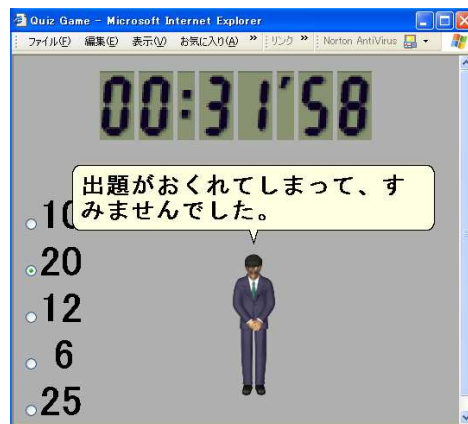 Quiz Game - Microsoft Internet Explorer
ファイル(F) 編集(E) 表示(V) お気に入り(A) » リンク » Norton AntiVirus
00:31'58
出題がおくれてしまって、す
みませんでした。
10
20
12
6
25